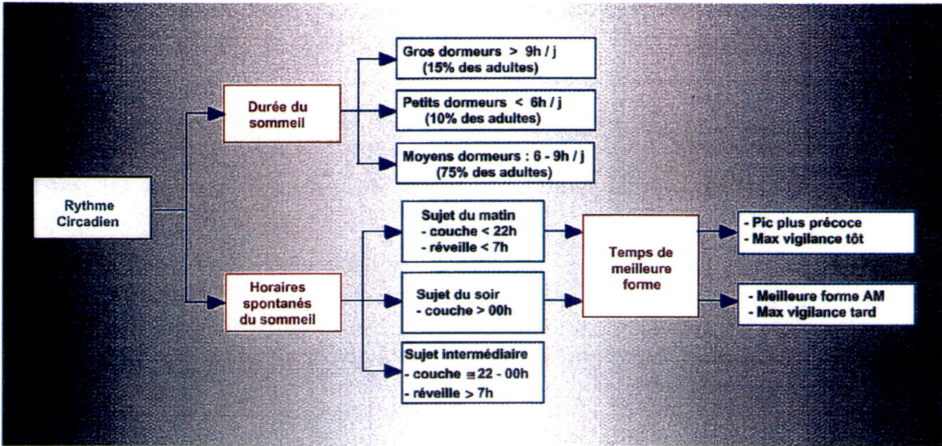 Rythme
Circadien
Durée du
sommeil
Gros dormeurs > 9h / j
(15% des adultes)
Petits dormeurs < 6h / j
(10% des adultes)
Moyens dormeurs : 6 - 9h / j
(75% des adultes)
Horaires
spontanés
du sommeil
Sujet du matin
- couche < 22h
- réveille < 7h
Sujet du soir
- couche > 00h
Sujet intermédiaire
- couche ≅ 22 - 00h
- réveille > 7h
Temps de
meilleure
forme
- Pic plus précoce
- Max vigilance tôt
- Meilleure forme AM
- Max vigilance tard